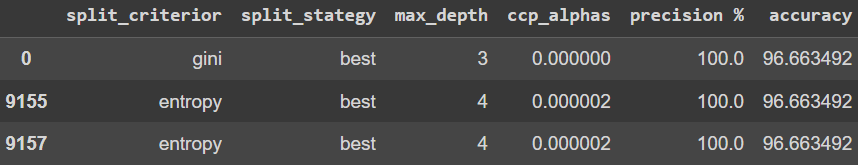 split_criterior split_stategy max_depth ccp_alphas precision % accuracy
0 gini best 3 0.000000 100.0 96.663492
9155 entropy best 4 0.000002 100.0 96.663492
9157 entropy best 4 0.000002 100.0 96.663492